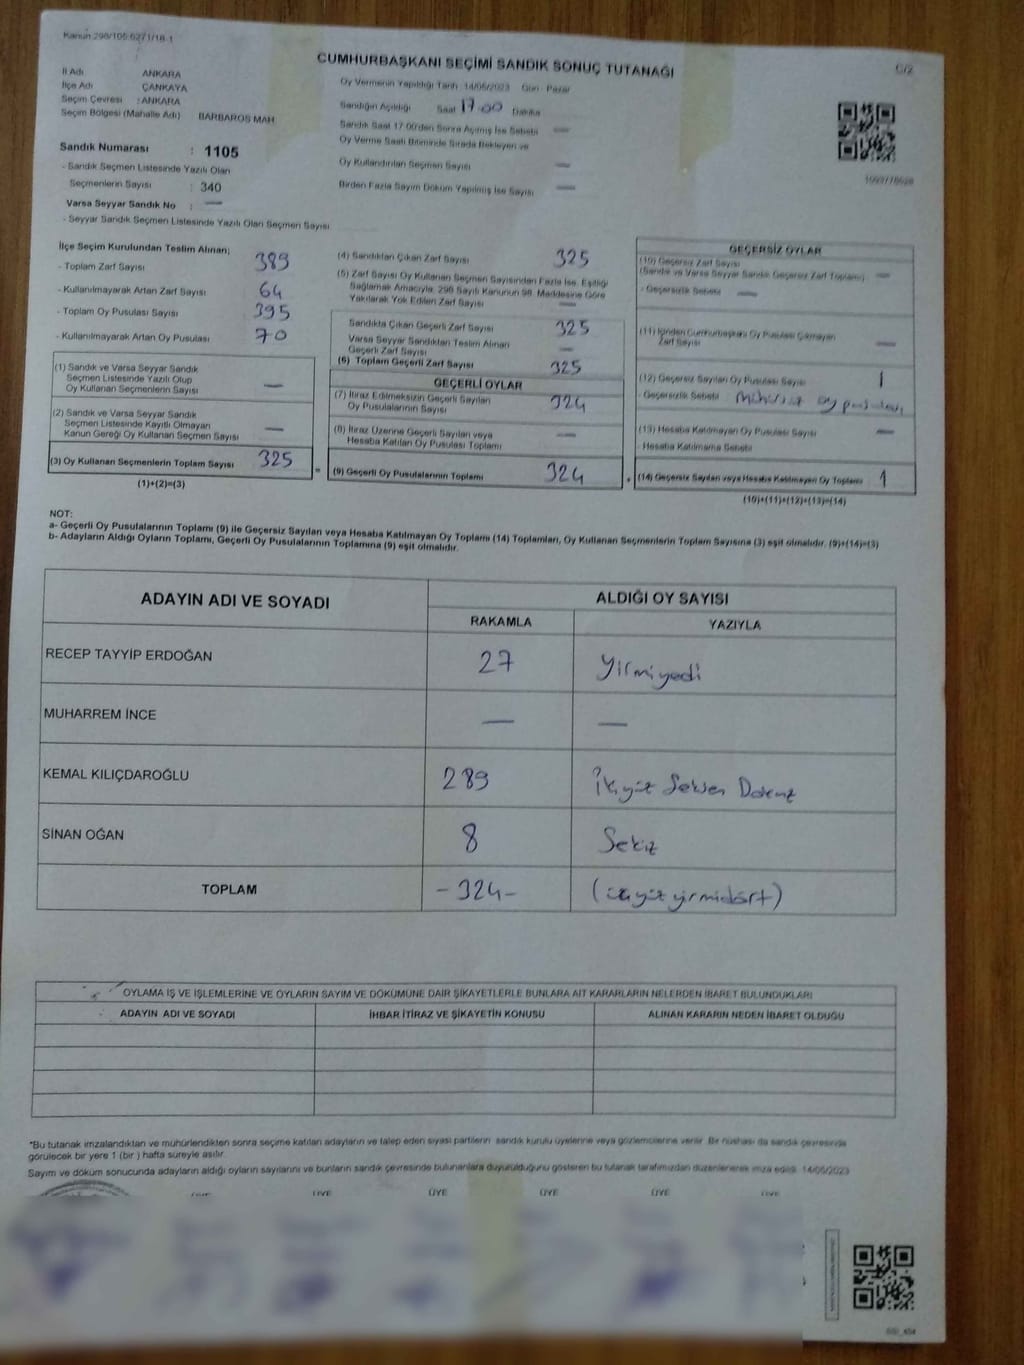 Kanun:298/105-6271/18-1
CUMHURBAŞKANI SEÇİMİ SANDIK SONUÇ TUTANAĞI
C/2
İl Adı ANKARA
İlçe Adı ÇANKAYA
Seçim Çevresi : ANKARA
Seçim Bölgesi (Mahalle Adı) BARBAROS MAH.
Oy Vermenin Yapıldığı Tarih 14/05/2023 Gün : Pazar
Sandığın Açıldığı Saat 17:00 Dakika
Sandık Saat 17:00'den Sonra Açılmış İse Sebebi —
Oy Verme Saati Bitiminde Sırada Bekleyen ve
Oy Kullandırılan Seçmen Sayısı —
Birden Fazla Sayım Döküm Yapılmış İse Sayısı —
Sandık Numarası : 1105
- Sandık Seçmen Listesinde Yazılı Olan
Seçmenlerin Sayısı : 340
Varsa Seyyar Sandık No : —
- Seyyar Sandık Seçmen Listesinde Yazılı Olan Seçmen Sayısı
İlçe Seçim Kurulundan Teslim Alınan;
- Toplam Zarf Sayısı 389
- Kullanılmayarak Artan Zarf Sayısı 64
- Toplam Oy Pusulası Sayısı 395
- Kullanılmayarak Artan Oy Pusulası 70
(1) Sandık ve Varsa Seyyar Sandık
Seçmen Listesinde Yazılı Olup
Oy Kullanan Seçmenlerin Sayısı —
(2) Sandık ve Varsa Seyyar Sandık
Seçmen Listesinde Kayıtlı Olmayan
Kanun Gereği Oy Kullanan Seçmen Sayısı —
(3) Oy Kullanan Seçmenlerin Toplam Sayısı 325
(1)+(2)=(3)
(4) Sandıktan Çıkan Zarf Sayısı 325
(5) Zarf Sayısı Oy Kullanan Seçmen Sayısından Fazla İse, Eşitliği
Sağlamak Amacıyla, 298 Sayılı Kanunun 98. Maddesine Göre
Yakılarak Yok Edilen Zarf Sayısı —
Sandıkta Çıkan Geçerli Zarf Sayısı 325
Varsa Seyyar Sandıktan Teslim Alınan
Geçerli Zarf Sayısı —
(6) Toplam Geçerli Zarf Sayısı 325
GEÇERLİ OYLAR
(7) İtiraz Edilmeksizin Geçerli Sayılan
Oy Pusulalarının Sayısı 324
(8) İtiraz Üzerine Geçerli Sayılan veya
Hesaba Katılan Oy Pusulası Toplamı —
= (9) Geçerli Oy Pusulalarının Toplamı 324
GEÇERSİZ OYLAR
(10) Geçersiz Zarf Sayısı
(Sandık ve Varsa Seyyar Sandık Geçersiz Zarf Toplamı) —
- Geçersizlik Sebebi —
(11) İçinden Cumhurbaşkanı Oy Pusulası Çıkmayan
Zarf Sayısı —
(12) Geçersiz Sayılan Oy Pusulası Sayısı 1
- Geçersizlik Sebebi Mühürsüz oy pusulası
(13) Hesaba Katılmayan Oy Pusulası Sayısı —
- Hesaba Katılmama Sebebi
+ (14) Geçersiz Sayılan veya Hesaba Katılmayan Oy Toplamı 1
(10)+(11)+(12)+(13)=(14)
NOT:
a- Geçerli Oy Pusulalarının Toplamı (9) ile Geçersiz Sayılan veya Hesaba Katılmayan Oy Toplamı (14) Toplamları, Oy Kullanan Seçmenlerin Toplam Sayısına (3) eşit olmalıdır. (9)+(14)=(3)
b- Adayların Aldığı Oyların Toplamı, Geçerli Oy Pusulalarının Toplamına (9) eşit olmalıdır.
ADAYIN ADI VE SOYADI ALDIĞI OY SAYISI
RAKAMLA YAZIYLA
RECEP TAYYİP ERDOĞAN 27 Yirmiyedi
MUHARREM İNCE — —
KEMAL KILIÇDAROĞLU 289 İkiyüz Seksen Dokuz
SİNAN OĞAN 8 Sekiz
TOPLAM -324- (üçyüzyirmidört)
OYLAMA İŞ VE İŞLEMLERİNE VE OYLARIN SAYIM VE DÖKÜMÜNE DAİR ŞİKAYETLERLE BUNLARA AİT KARARLARIN NELERDEN İBARET BULUNDUKLARI
ADAYIN ADI VE SOYADI İHBAR İTİRAZ VE ŞİKAYETİN KONUSU ALINAN KARARIN NEDEN İBARET OLDUĞU
*Bu tutanak imzalandıktan ve mühürlendikten sonra seçime katılan adayların ve talep eden siyasi partilerin sandık kurulu üyelerine veya gözlemcilerine verilir. Bir nüshası da sandık çevresinde
görülecek bir yere 1 (bir ) hafta süreyle asılır.
Sayım ve döküm sonucunda adayların aldığı oyların sayılarını ve bunların sandık çevresinde bulunanlara duyurulduğunu gösteren bu tutanak tarafımızdan düzenlenerek imza edildi. 14/05/2023
ÜYE ÜYE ÜYE ÜYE ÜYE ÜYE